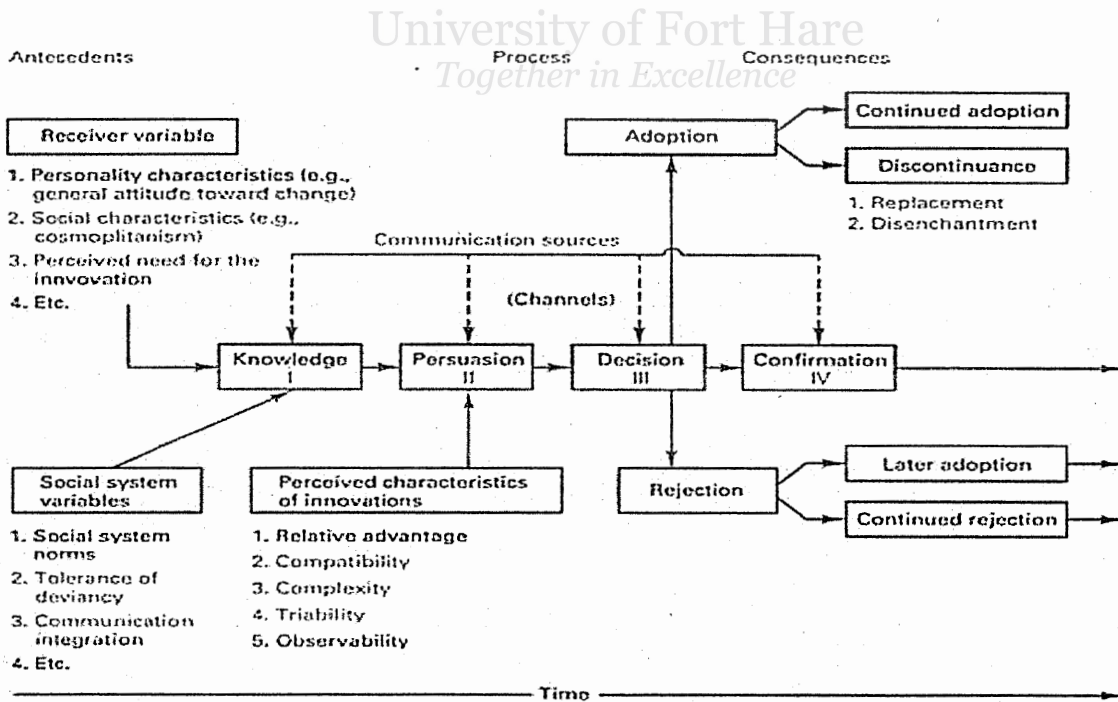 University of Fort Hare
Together in Excellence
Antecedents
Process
Consequences
Receiver variable
1. Personality characteristics (e.g.,
general attitude toward change)
2. Social characteristics (e.g.,
cosmoplitanism)
3. Perceived need for the
innvovation
4. Etc.
Communication sources
(Channels)
Adoption
Continued adoption
Discontinuance
1. Replacement
2. Disenchantment
Knowledge
I
Persuasion
II
Decision
III
Confirmation
IV
Social system
variables
1. Social system
norms
2. Tolerance of
deviancy
3. Communication
integration
4. Etc.
Perceived characteristics
of innovations
1. Relative advantage
2. Compatibility
3. Complexity
4. Triability
5. Observability
Rejection
Later adoption
Continued rejection
Time